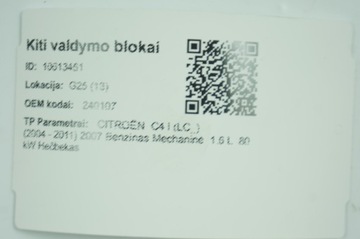 Kiti valdymo blokai
ID: 10613451
Lokacija: G25 (13)
OEM kodai: 240107
TP Parametrai: CITROËN C4 I (LC_)
(2004 - 2011) 2007 Benzinas Mechaninė 1.6 L 80
kW Hečbekas